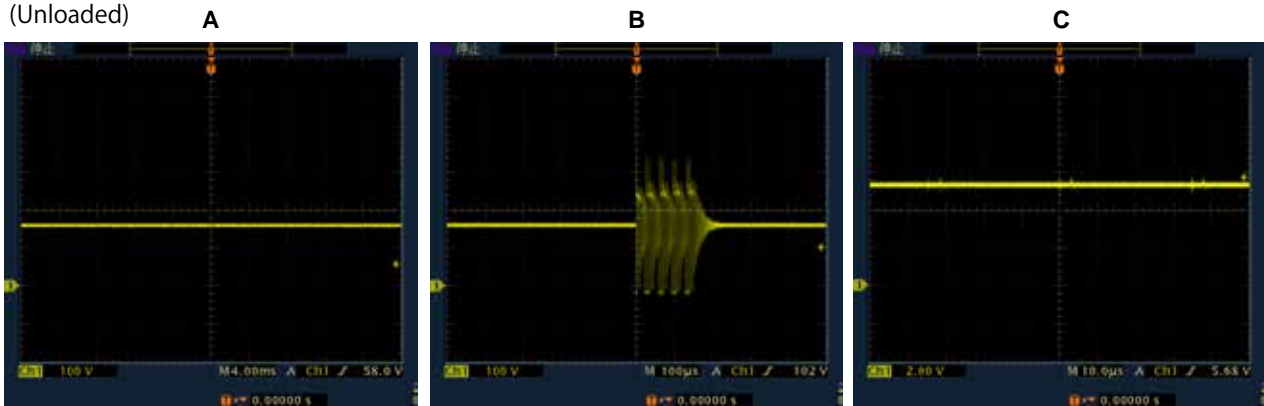 (Unloaded)
A
B
C
停止
停止
停止
Ch1 100 V M 4.00ms A Ch1 58.0 V
0.00000 s
Ch1 100 V M 100µs A Ch1 102 V
0.00000 s
Ch1 2.00 V M 10.0µs A Ch1 5.68 V
0.00000 s